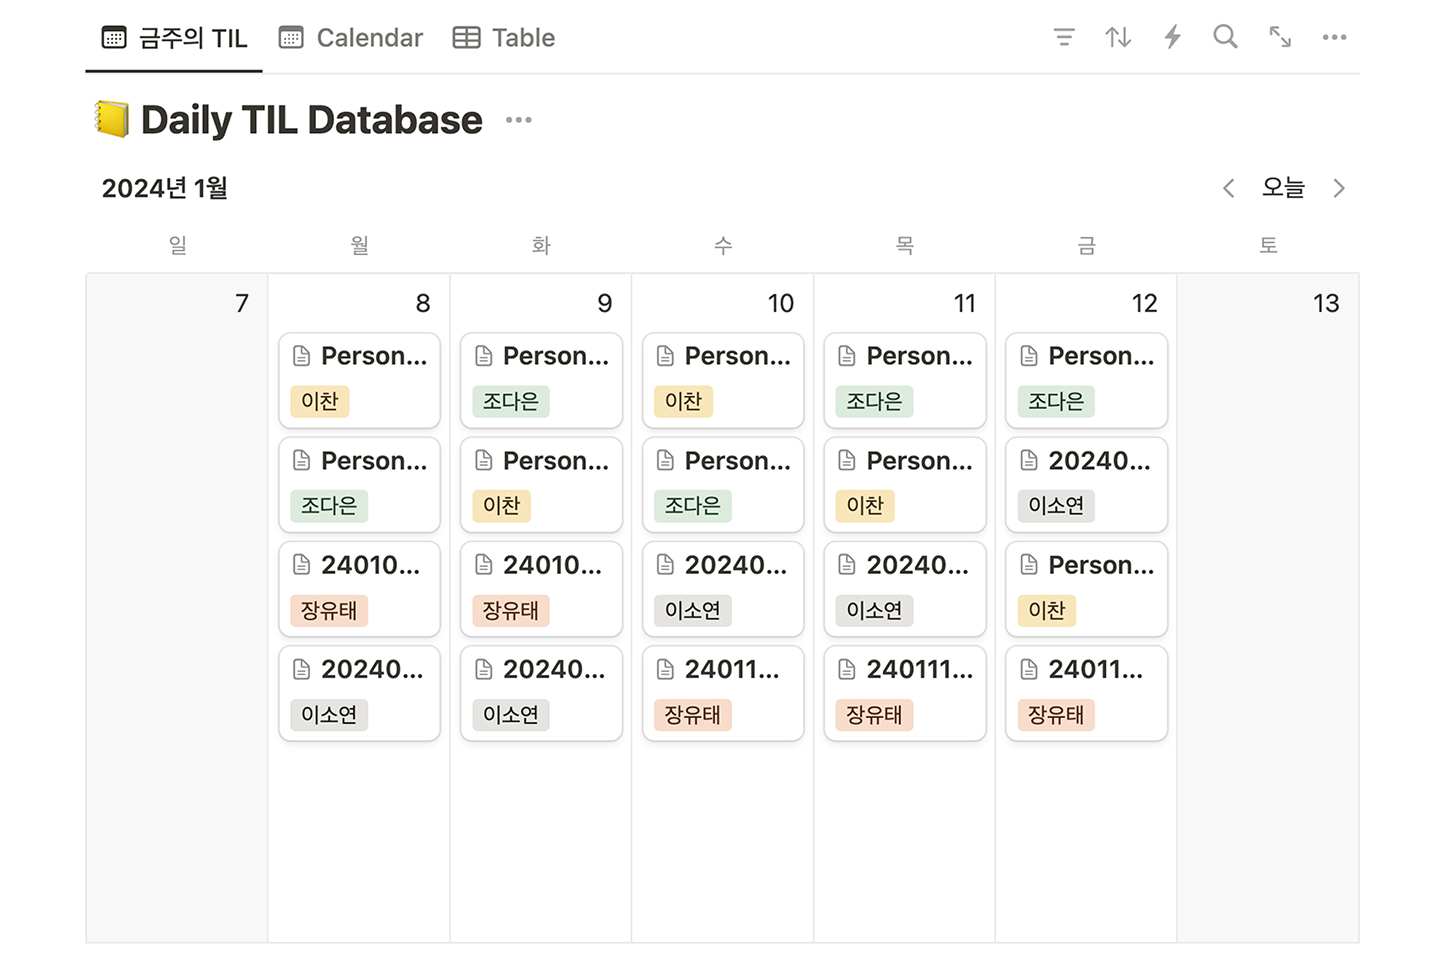 금주의 TIL Calendar Table
Daily TIL Database
2024년 1월 오늘
일 월 화 수 목 금 토
7 8 9 10 11 12 13
Person... Person... Person... Person... Person...
이찬 조다은 이찬 조다은 조다은
Person... Person... Person... Person... 20240...
조다은 이찬 조다은 이찬 이소연
24010... 24010... 20240... 20240... Person...
장유태 장유태 이소연 이소연 이찬
20240... 20240... 24011... 240111... 24011...
이소연 이소연 장유태 장유태 장유태